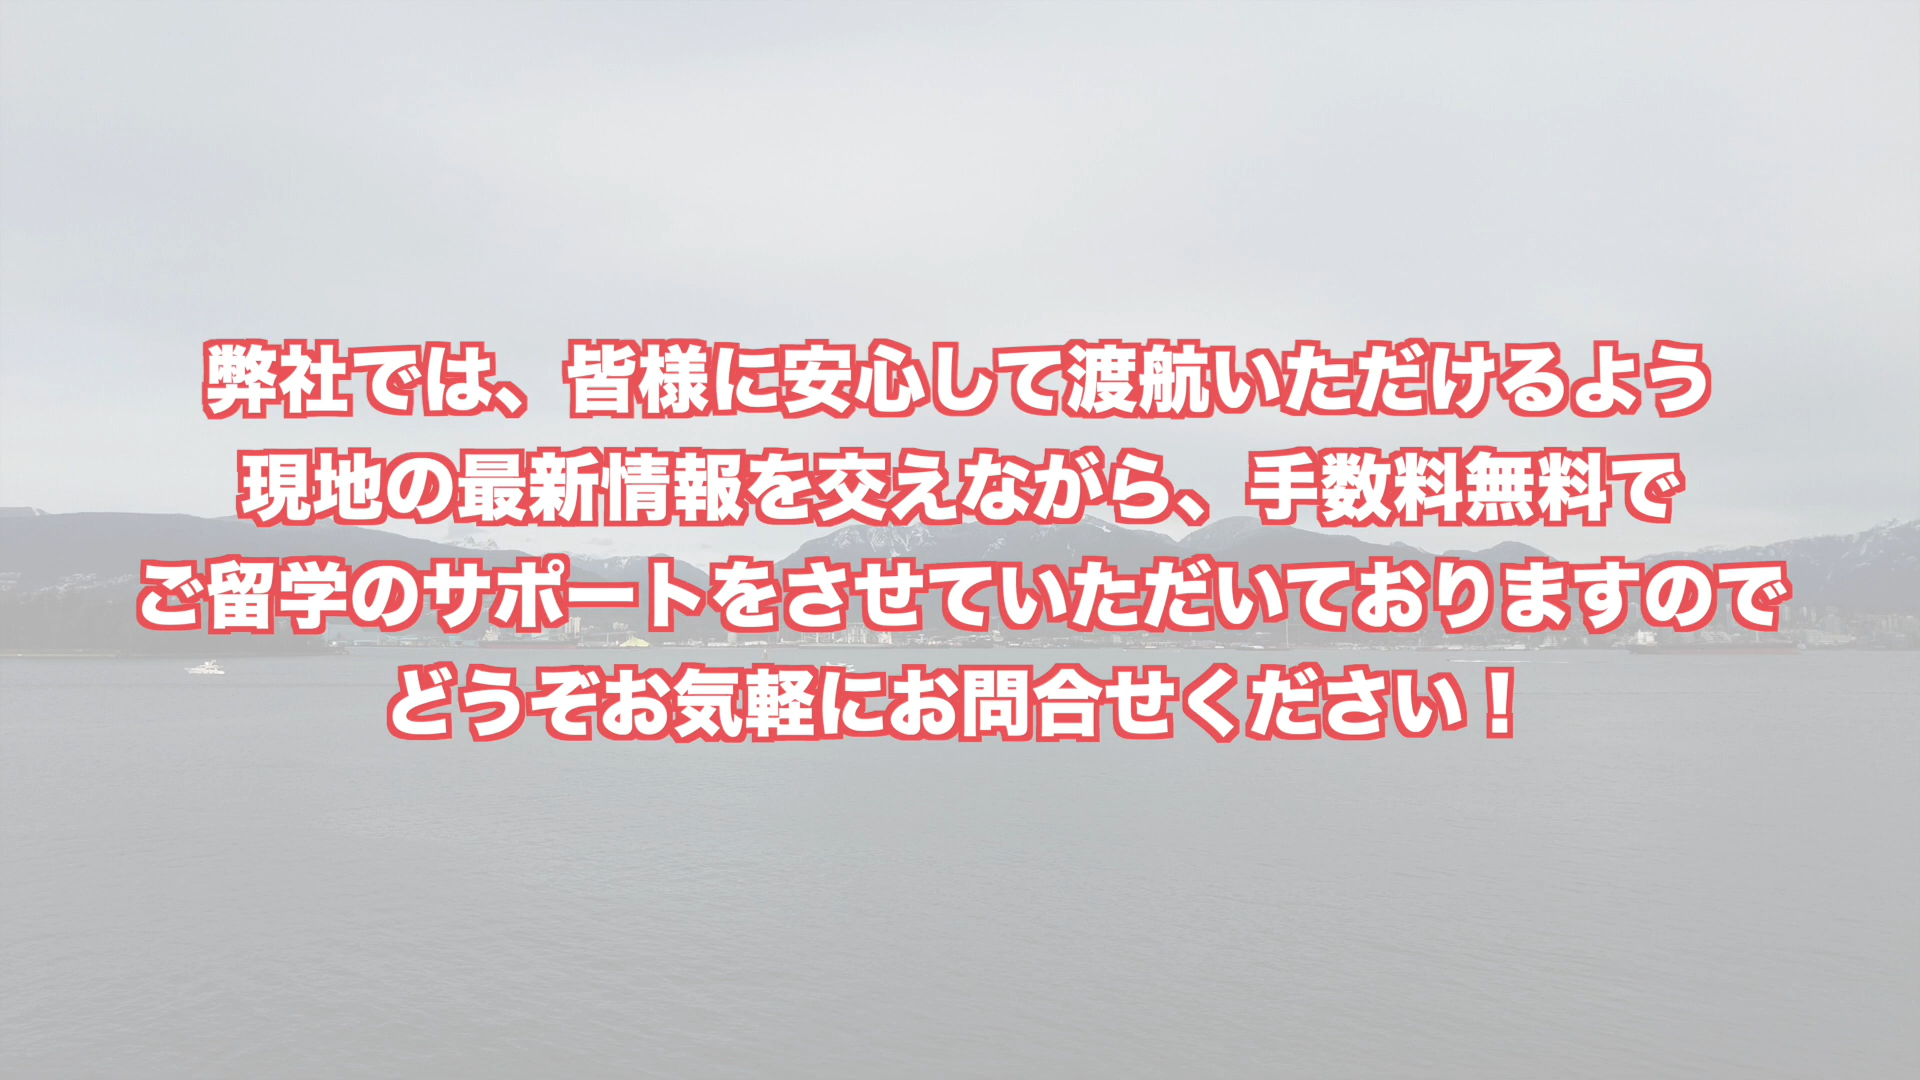 弊社では、皆様に安心して渡航いただけるよう
現地の最新情報を交えながら、手数料無料で
ご留学のサポートをさせていただいておりますので
どうぞお気軽にお問合せください！